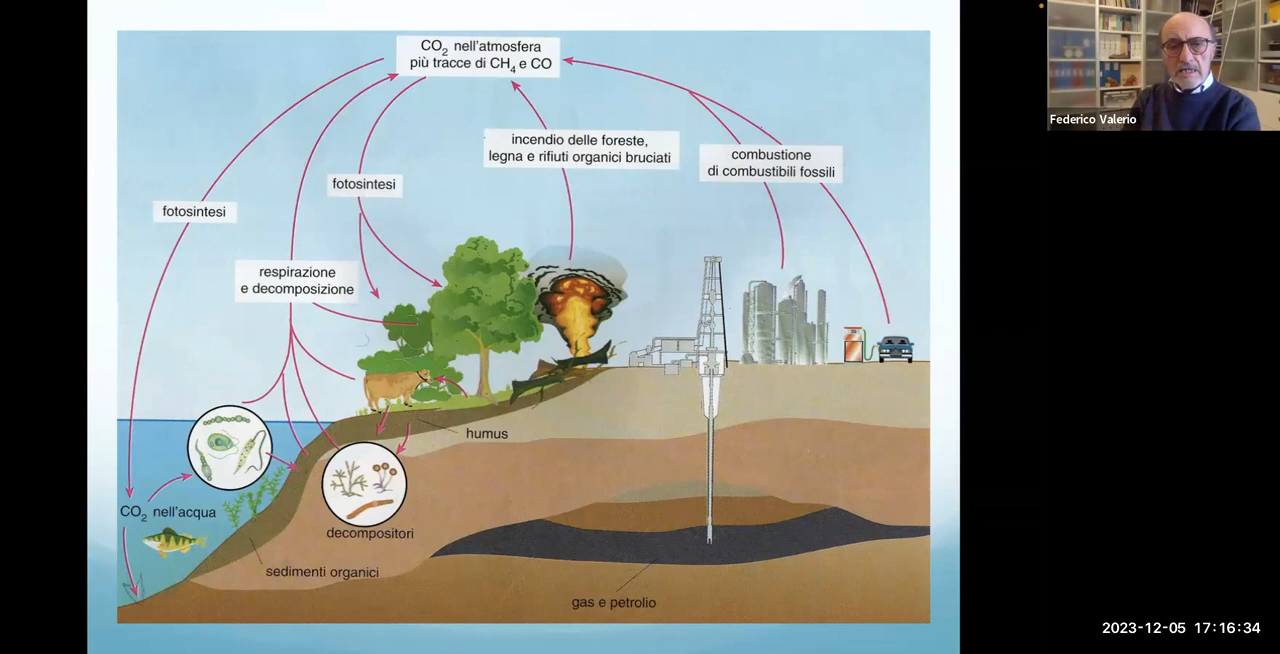 CO₂ nell'atmosfera
più tracce di CH₄ e CO
Federico Valerio
incendio delle foreste,
legna e rifiuti organici bruciati
combustione
di combustibili fossili
fotosintesi
fotosintesi
respirazione
e decomposizione
humus
CO₂ nell'acqua
decompositori
sedimenti organici
gas e petrolio
2023-12-05 17:16:34